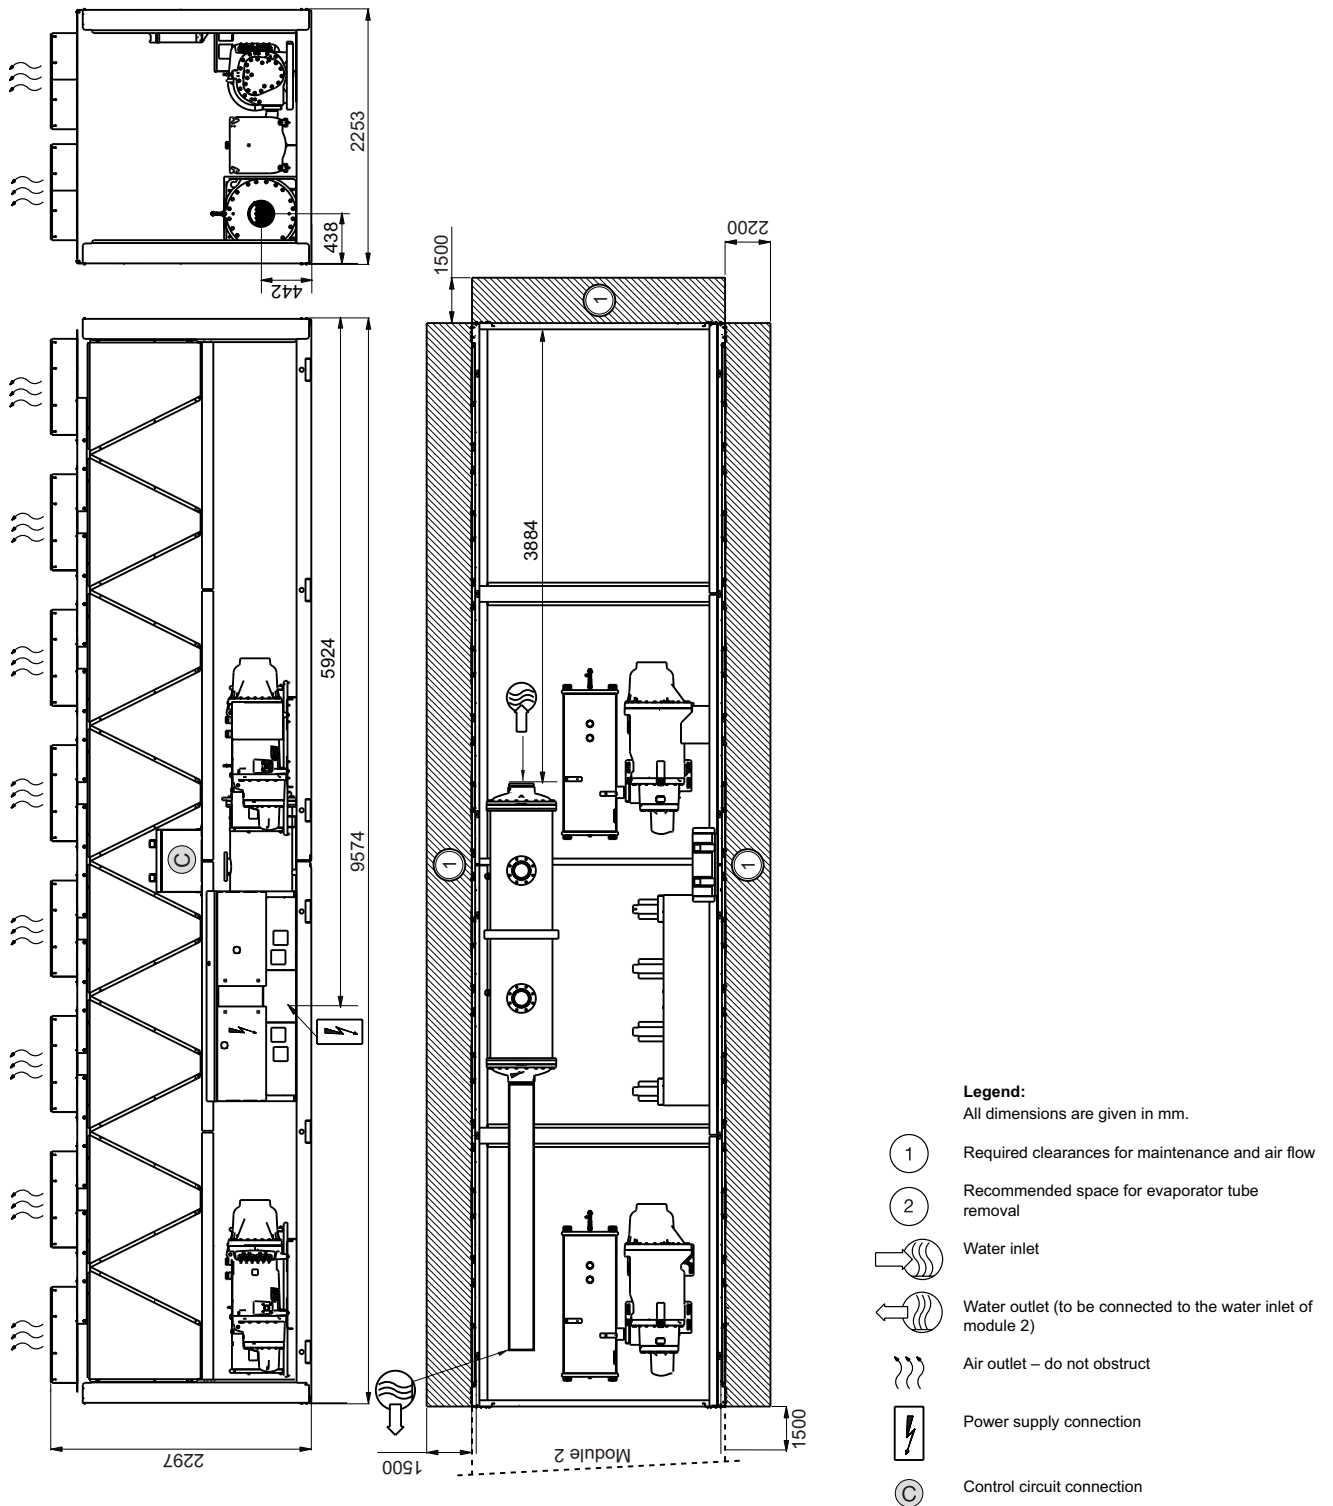 2253
438
442
1500
2200
1
3884
5924
9574
C
1
1
2297
1500
Module 2
1500
Legend:
All dimensions are given in mm.
1
Required clearances for maintenance and air flow
2
Recommended space for evaporator tube
removal
Water inlet
Water outlet (to be connected to the water inlet of
module 2)
Air outlet – do not obstruct
Power supply connection
C
Control circuit connection